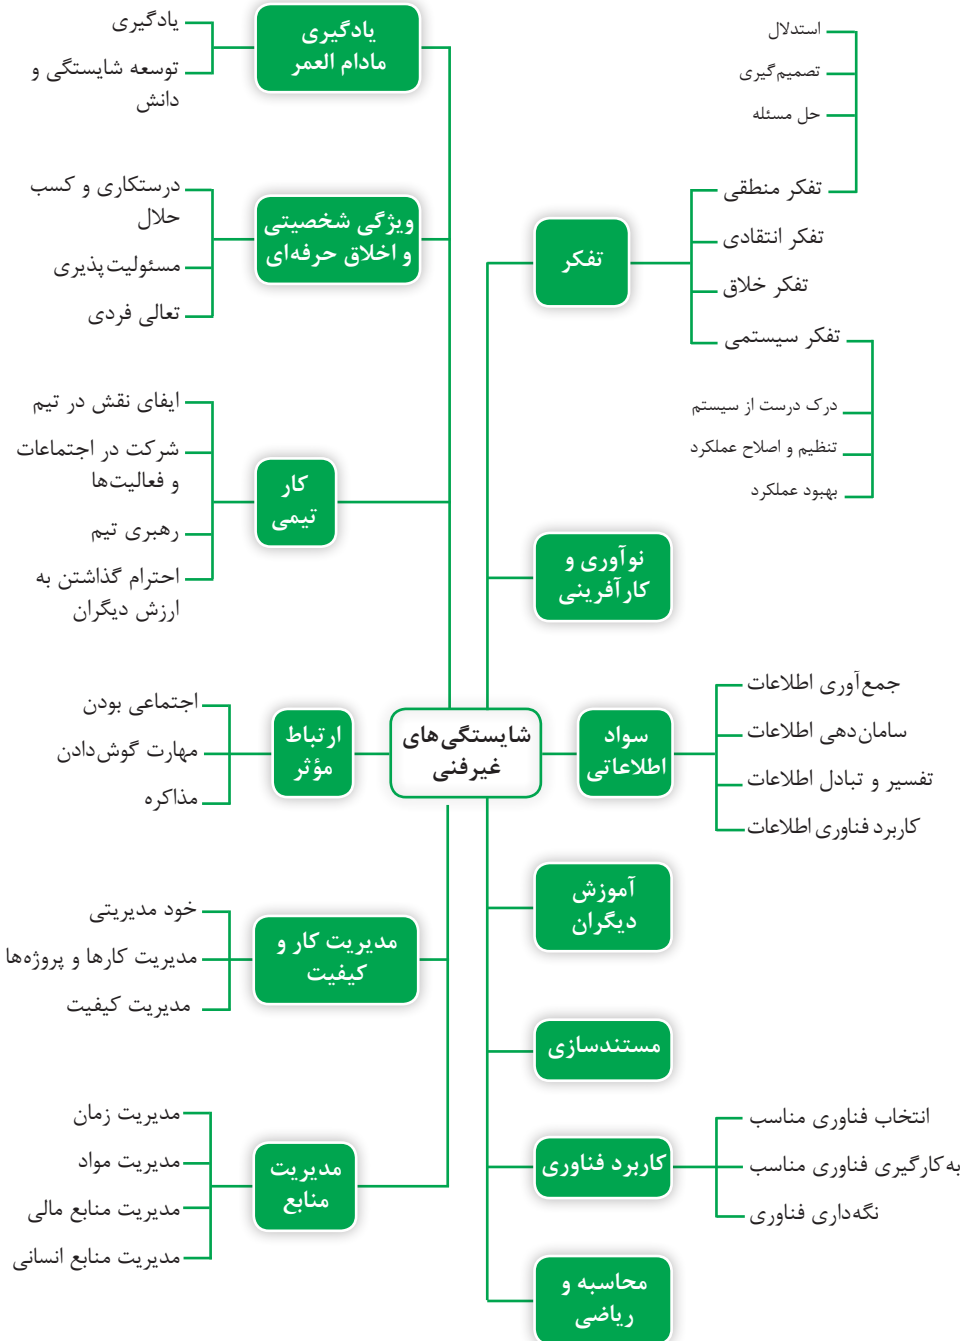 شایستگی‌های
غیرفنی
تفکر
تفکر منطقی
استدلال
تصمیم‌گیری
حل مسئله
تفکر انتقادی
تفکر خلاق
تفکر سیستمی
درک درست از سیستم
تنظیم و اصلاح عملکرد
بهبود عملکرد
نوآوری و
کارآفرینی
سواد
اطلاعاتی
جمع‌آوری اطلاعات
سامان‌دهی اطلاعات
تفسیر و تبادل اطلاعات
کاربرد فناوری اطلاعات
آموزش
دیگران
مستندسازی
کاربرد فناوری
انتخاب فناوری مناسب
به‌کارگیری فناوری مناسب
نگه‌داری فناوری
محاسبه و
ریاضی
یادگیری
مادام العمر
یادگیری
توسعه شایستگی و
دانش
ویژگی شخصیتی
و اخلاق حرفه‌ای
درستکاری و کسب
حلال
مسئولیت‌پذیری
تعالی فردی
کار
تیمی
ایفای نقش در تیم
شرکت در اجتماعات
و فعالیت‌ها
رهبری تیم
احترام گذاشتن به
ارزش دیگران
ارتباط
مؤثر
اجتماعی بودن
مهارت گوش‌دادن
مذاکره
مدیریت کار و
کیفیت
خود مدیریتی
مدیریت کارها و پروژه‌ها
مدیریت کیفیت
مدیریت
منابع
مدیریت زمان
مدیریت مواد
مدیریت منابع مالی
مدیریت منابع انسانی